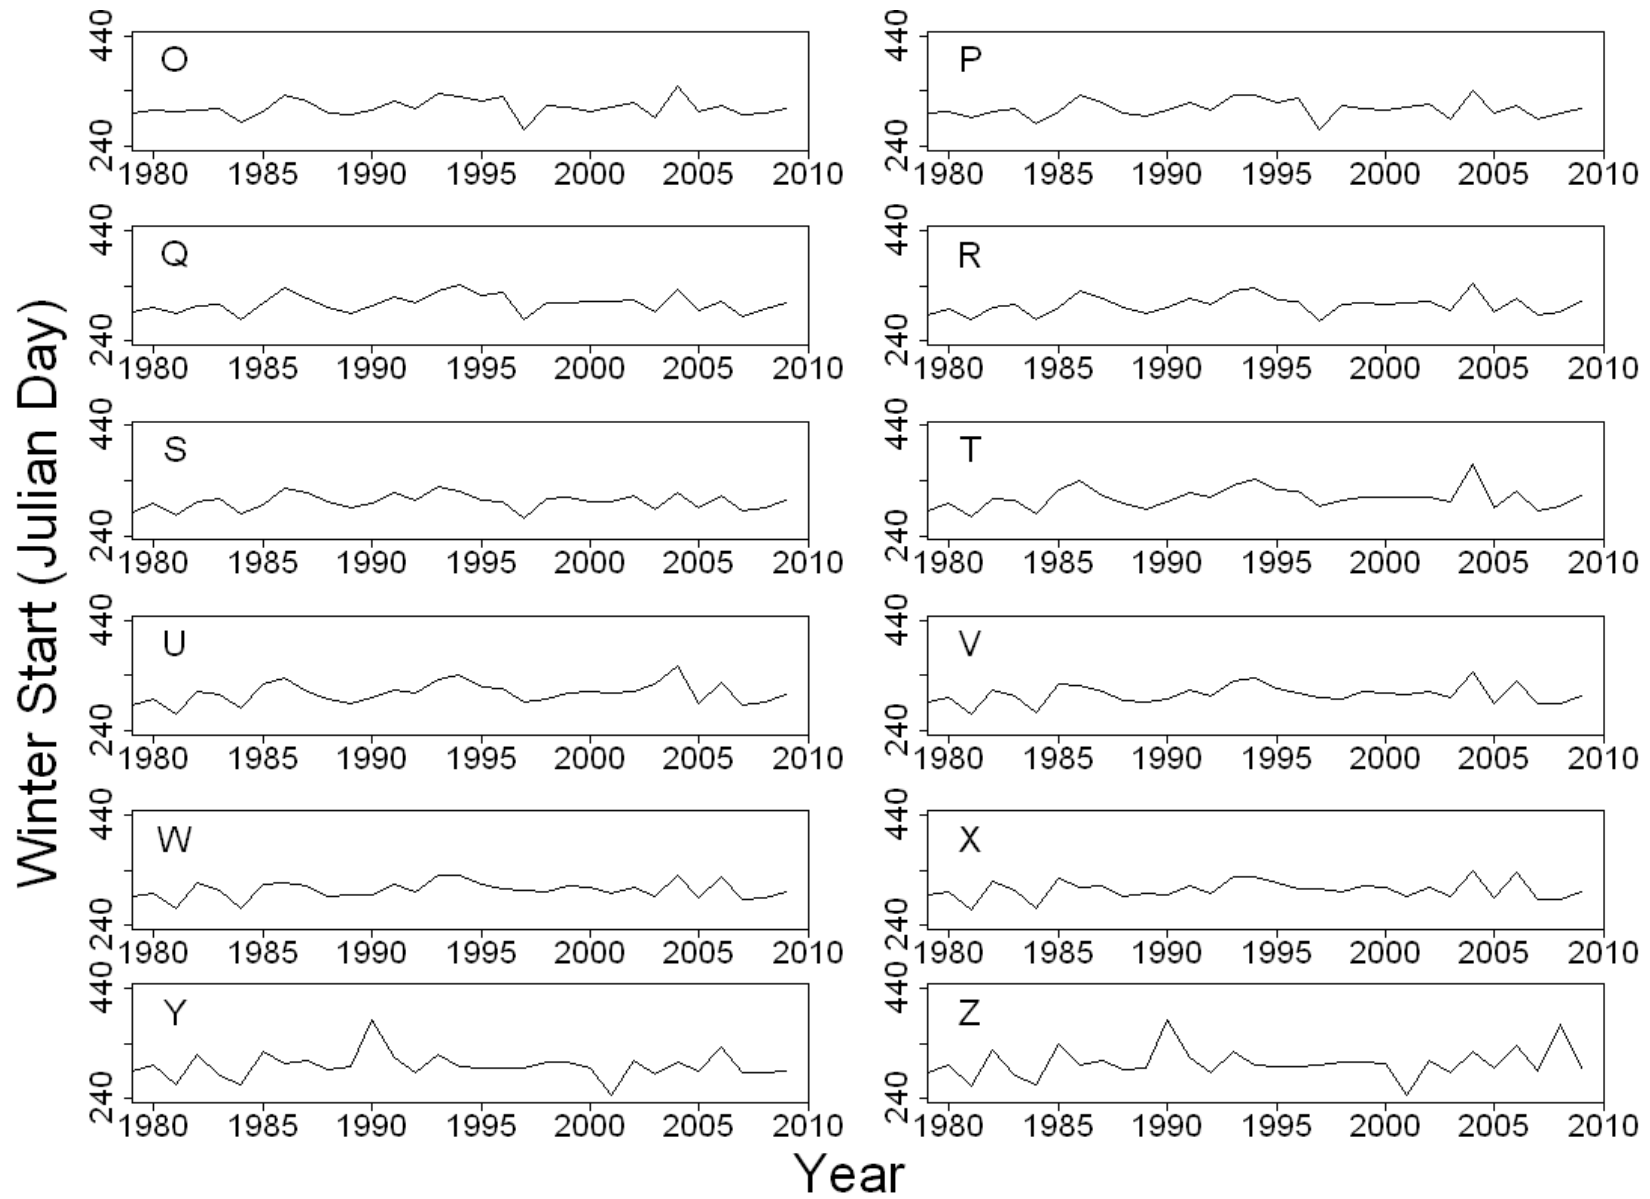 Winter Start (Julian Day)
440 O 440 P
240 240
1980 1985 1990 1995 2000 2005 2010 1980 1985 1990 1995 2000 2005 2010
440 Q 440 R
240 240
1980 1985 1990 1995 2000 2005 2010 1980 1985 1990 1995 2000 2005 2010
440 S 440 T
240 240
1980 1985 1990 1995 2000 2005 2010 1980 1985 1990 1995 2000 2005 2010
440 U 440 V
240 240
1980 1985 1990 1995 2000 2005 2010 1980 1985 1990 1995 2000 2005 2010
440 W 440 X
240 240
1980 1985 1990 1995 2000 2005 2010 1980 1985 1990 1995 2000 2005 2010
440 Y 440 Z
240 240
1980 1985 1990 1995 2000 2005 2010 1980 1985 1990 1995 2000 2005 2010
Year